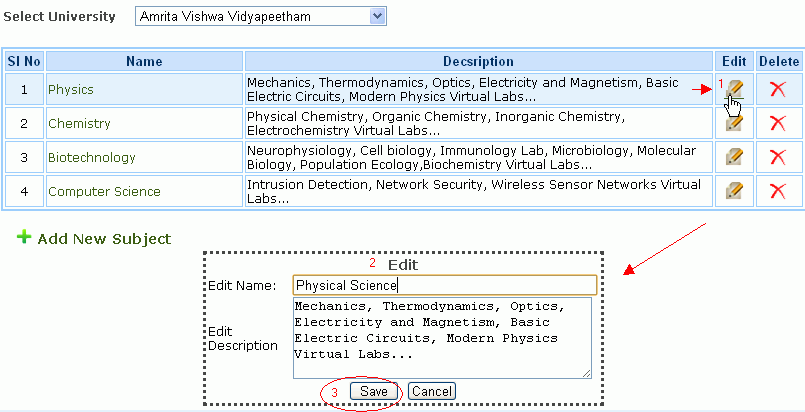 Select University Amrita Vishwa Vidyapeetham
Sl No Name Decsription Edit Delete
1 Physics Mechanics, Thermodynamics, Optics, Electricity and Magnetism, Basic 1
Electric Circuits, Modern Physics Virtual Labs...
2 Chemistry Physical Chemistry, Organic Chemistry, Inorganic Chemistry,
Electrochemistry Virtual Labs...
3 Biotechnology Neurophysiology, Cell biology, Immunology Lab, Microbiology, Molecular
Biology, Population Ecology,Biochemistry Virtual Labs...
4 Computer Science Intrusion Detection, Network Security, Wireless Sensor Networks Virtual
Labs...
Add New Subject
2 Edit
Edit Name: Physical Science
Edit Description
Mechanics, Thermodynamics, Optics,
Electricity and Magnetism, Basic
Electric Circuits, Modern Physics
Virtual Labs...
3 Save Cancel